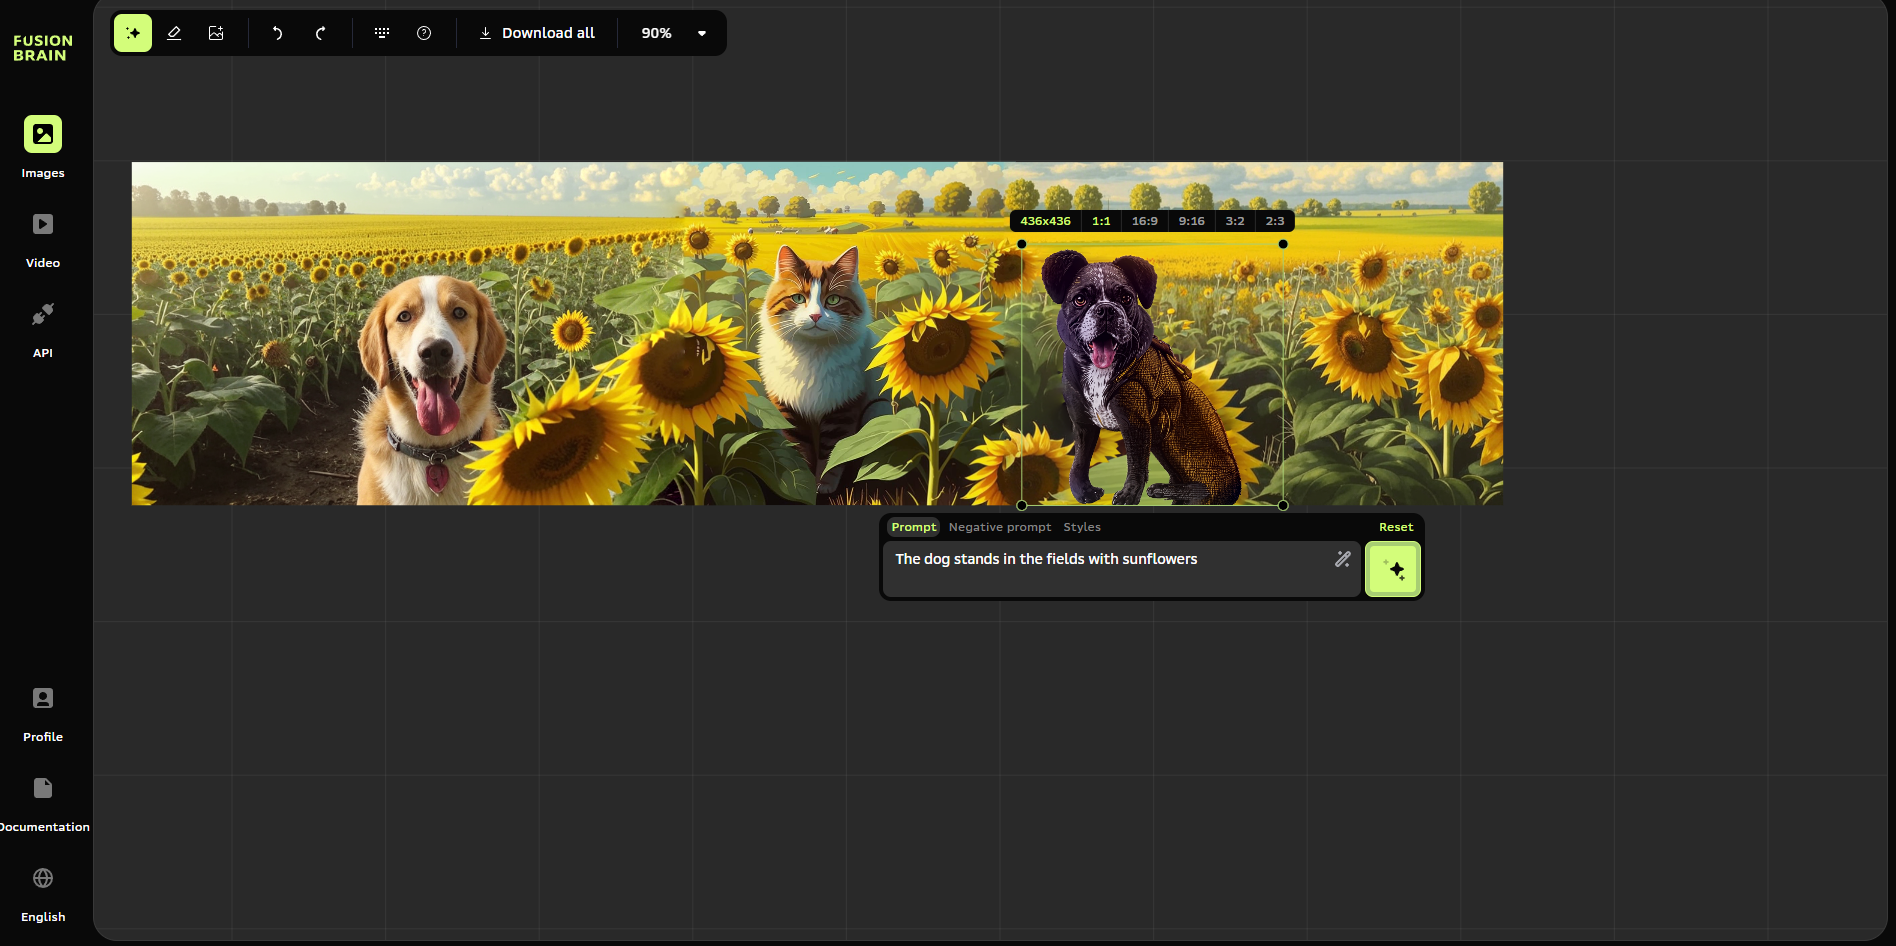 FUSION
BRAIN
Images
Video
API
Profile
Documentation
English
Download all
90%
436x436 1:1 16:9 9:16 3:2 2:3
Prompt Negative prompt Styles Reset
The dog stands in the fields with sunflowers